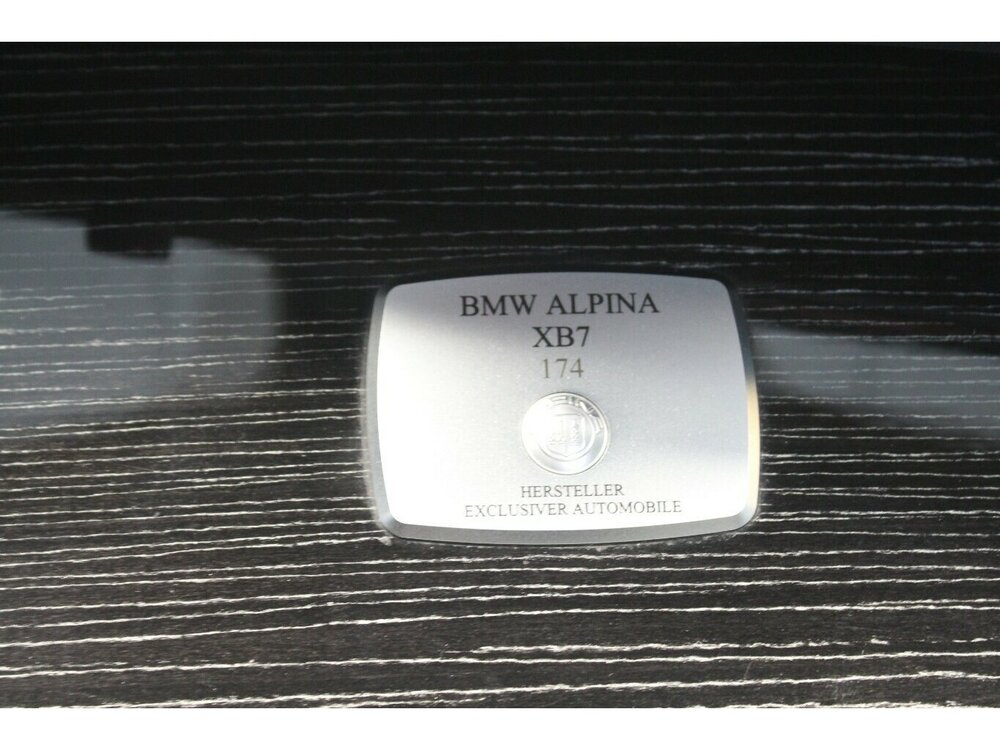 BMW ALPINA
XB7
174
HERSTELLER
EXCLUSIVER AUTOMOBILE